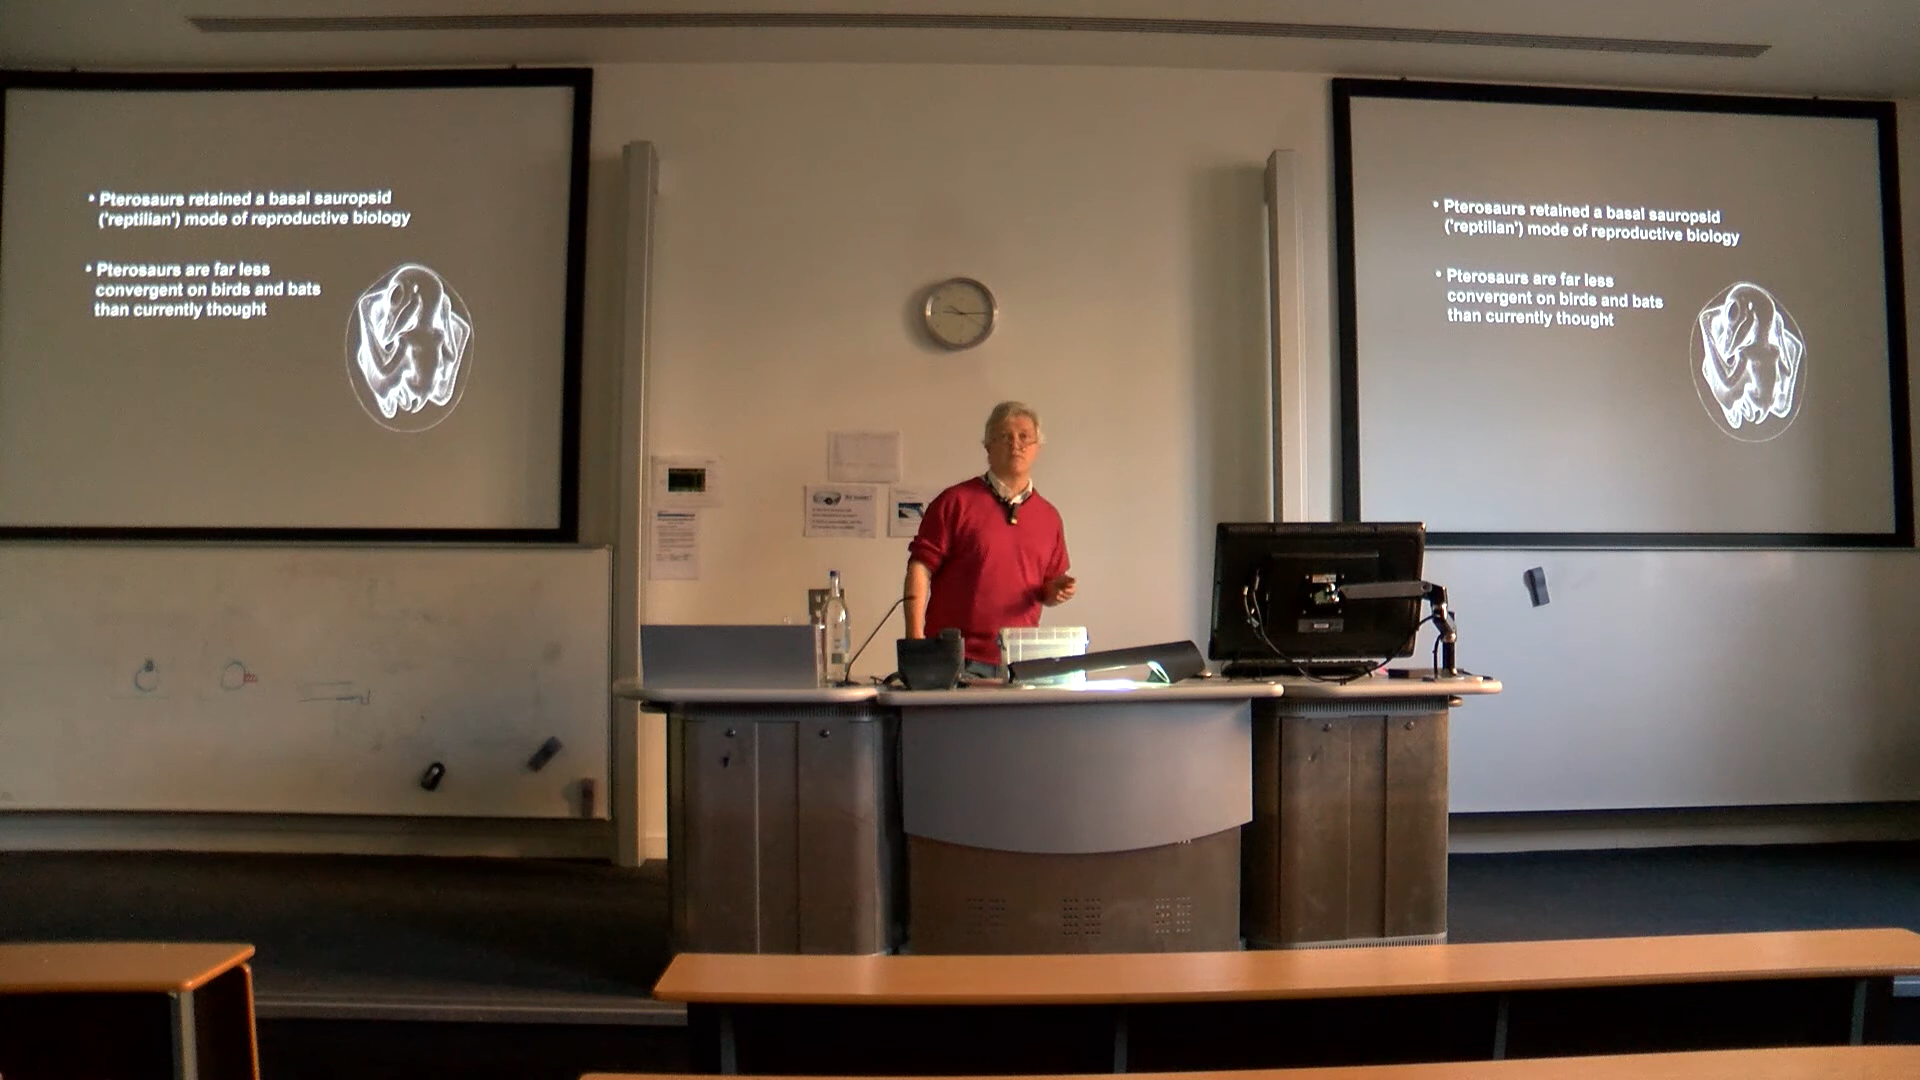 • Pterosaurs retained a basal sauropsid
('reptilian') mode of reproductive biology
• Pterosaurs are far less
convergent on birds and bats
than currently thought
• Pterosaurs retained a basal sauropsid
('reptilian') mode of reproductive biology
• Pterosaurs are far less
convergent on birds and bats
than currently thought